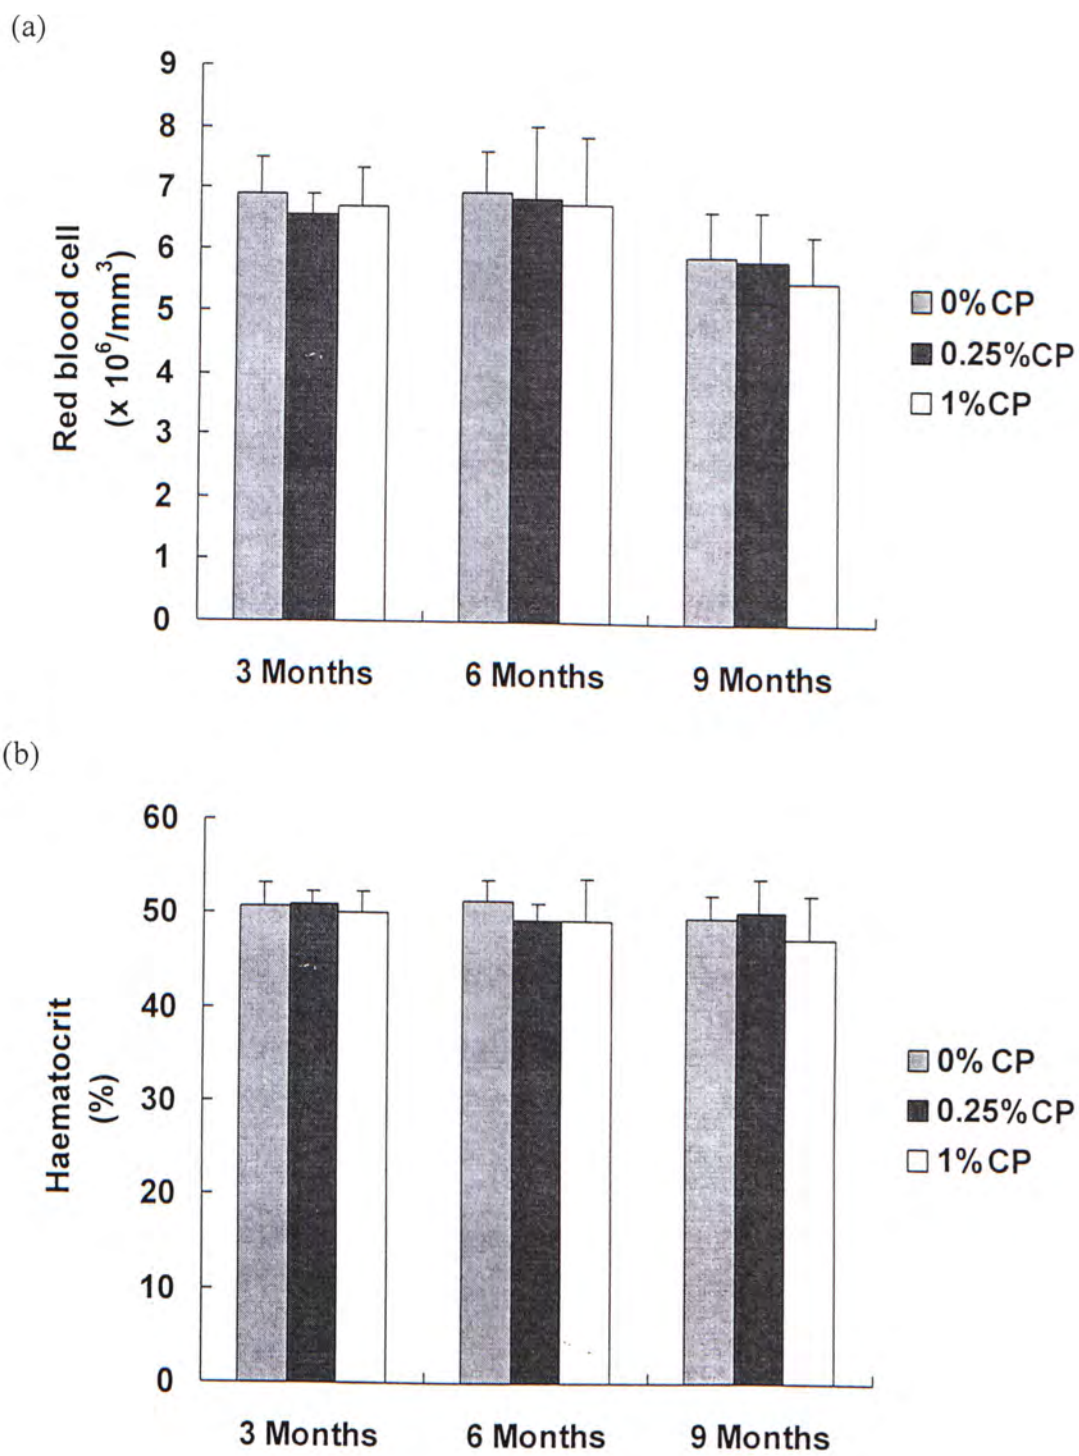 (a)
9
8
7
6
5
4
3
2
1
0
Red blood cell
(x 10⁶/mm³)
3 Months
6 Months
9 Months
0% CP
0.25%CP
1%CP
(b)
60
50
40
30
20
10
0
Haematocrit
(%)
3 Months
6 Months
9 Months
0% CP
0.25%CP
1%CP